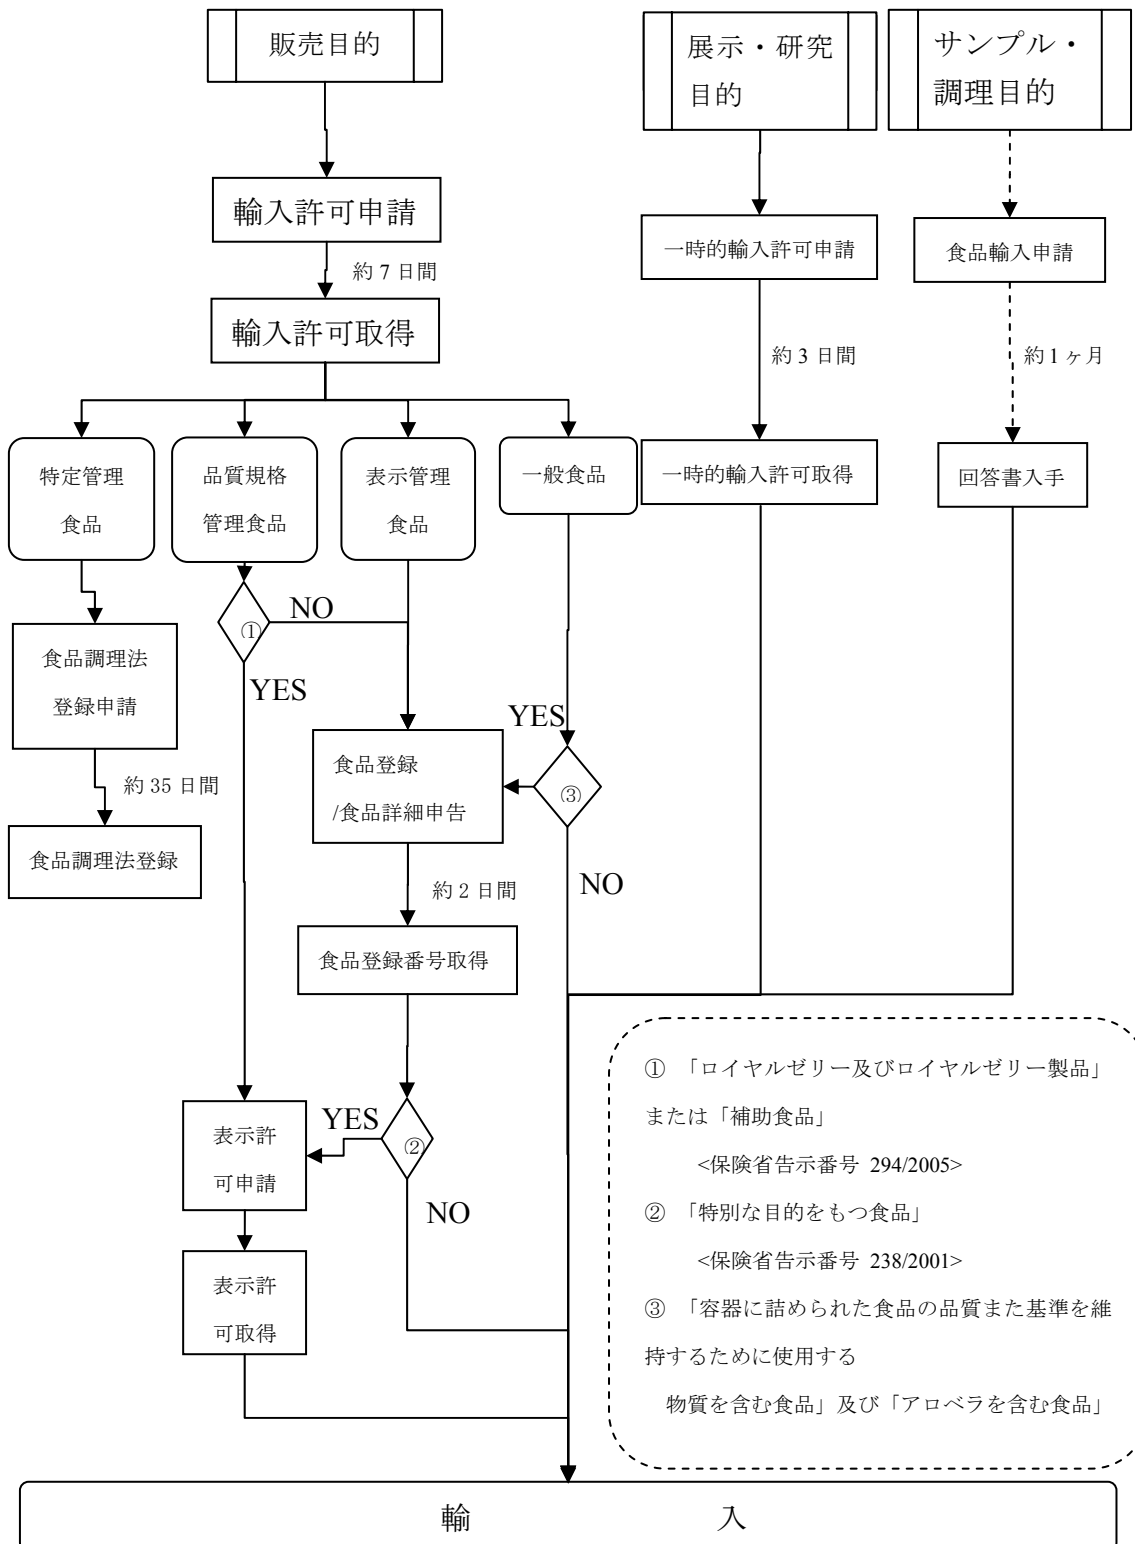 販売目的
展示・研究
目的
サンプル・
調理目的
輸入許可申請
一時的輸入許可申請
食品輸入申請
約 7 日間
輸入許可取得
約 3 日間
約 1 ヶ月
特定管理
食品
品質規格
管理食品
表示管理
食品
一般食品
一時的輸入許可取得
回答書入手
①
NO
YES
食品調理法
登録申請
YES
食品登録
/食品詳細申告
③
約 35 日間
食品調理法登録
NO
約 2 日間
食品登録番号取得
表示許
可申請
YES
②
NO
表示許
可取得
① 「ロイヤルゼリー及びロイヤルゼリー製品」
または「補助食品」
<保険省告示番号 294/2005>
② 「特別な目的をもつ食品」
<保険省告示番号 238/2001>
③ 「容器に詰められた食品の品質また基準を維
持するために使用する
物質を含む食品」及び「アロベラを含む食品」
輸 入